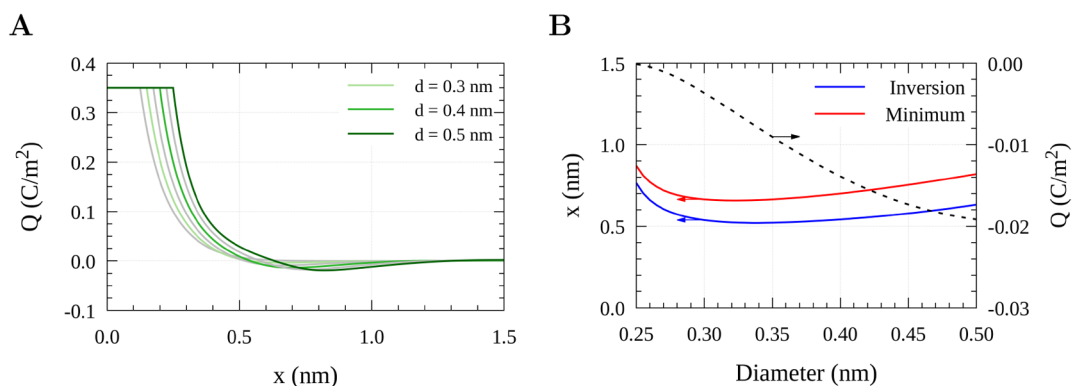 A
B
Q (C/m²)
0.4
0.3
0.2
0.1
0.0
-0.1
d = 0.3 nm
d = 0.4 nm
d = 0.5 nm
0.0 0.5 1.0 1.5
x (nm)
x (nm)
1.5
1.0
0.5
0.0
Inversion
Minimum
0.00
-0.01
-0.02
-0.03
Q (C/m²)
0.25 0.30 0.35 0.40 0.45 0.50
Diameter (nm)